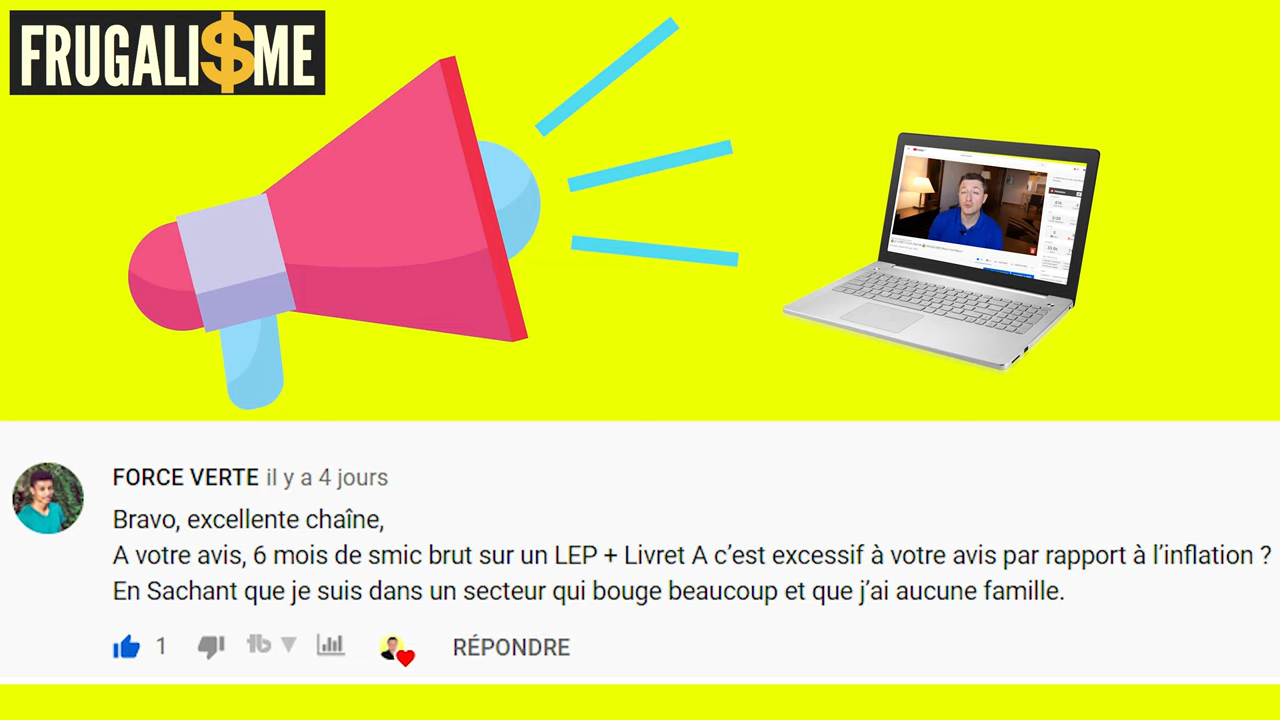 FRUGALI$ME
FORCE VERTE il y a 4 jours
Bravo, excellente chaîne,
A votre avis, 6 mois de smic brut sur un LEP + Livret A c’est excessif à votre avis par rapport à l’inflation ?
En Sachant que je suis dans un secteur qui bouge beaucoup et que j’ai aucune famille.
1
RÉPONDRE